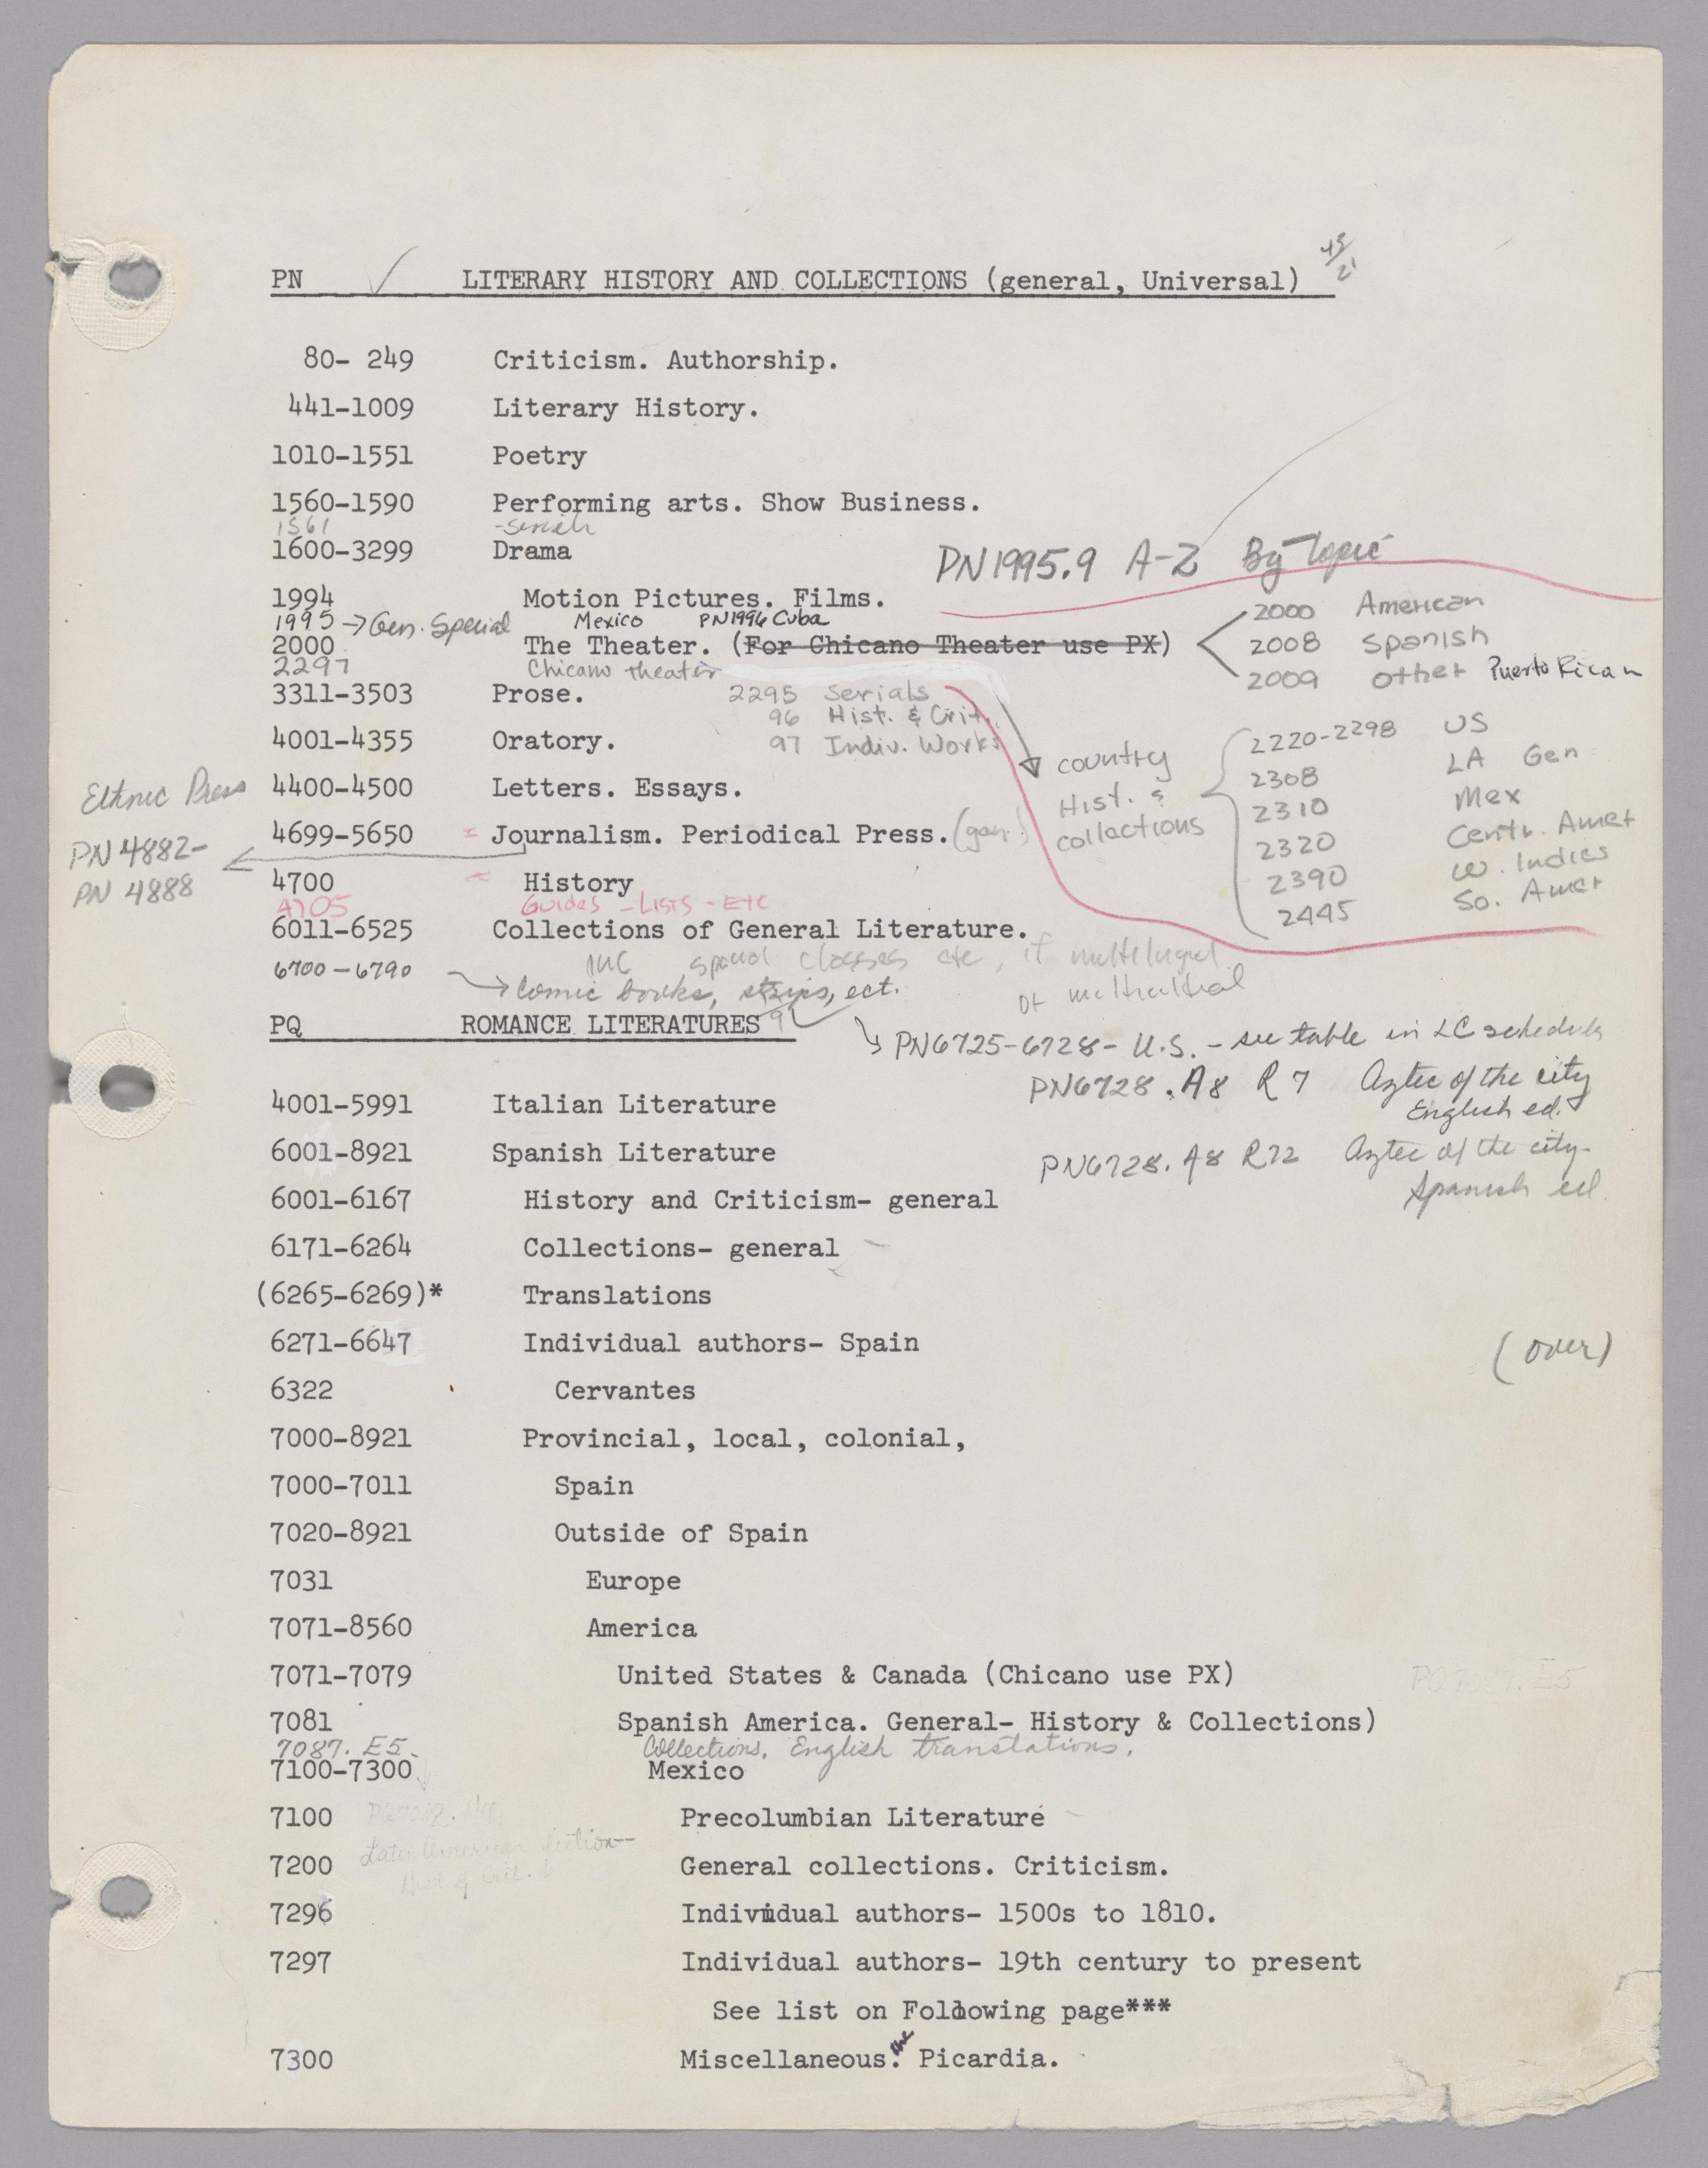 PN ✓ LITERARY HISTORY AND COLLECTIONS (general, Universal)
80- 249 Criticism. Authorship.
441-1009 Literary History.
1010-1551 Poetry
1560-1590 Performing arts. Show Business.
1561 -serials
1600-3299 Drama
PN1995.9 A-Z By Topic
1994 Motion Pictures. Films.
1995 → Gen. Special Mexico PN1996 Cuba
2000 The Theater. (For Chicano Theater use PX)
2000 American
2008 Spanish
2009 other Puerto Rican
2297 Chicano theater
3311-3503 Prose.
2295 Serials
96 Hist. & Crit.
97 Indiv. Works
4001-4355 Oratory.
country
Hist. &
collections
2220-2298 US
2308 LA Gen
2310 Mex
2320 Centr. Amer
2390 W. Indies
2445 So. Amer
Ethnic Press
PN 4882-
PN 4888
4400-4500 Letters. Essays.
4699-5650 Journalism. Periodical Press. (gen)
4700 History
4705 Guides - Lists - Etc
6011-6525 Collections of General Literature.
inc special classes etc, if multilingual
or multicultural
6700-6790 → Comic books, strips, ect.
PQ ROMANCE LITERATURES
PN6725-6728- U.S. - see table in LC schedule
PN6728.A8 R7 Aztec of the city
English ed.
PN6728.A8 R72 Aztec of the city-
Spanish ed.
4001-5991 Italian Literature
6001-8921 Spanish Literature
6001-6167 History and Criticism- general
6171-6264 Collections- general
(6265-6269)* Translations
6271-6647 Individual authors- Spain
(over)
6322 Cervantes
7000-8921 Provincial, local, colonial,
7000-7011 Spain
7020-8921 Outside of Spain
7031 Europe
7071-8560 America
7071-7079 United States & Canada (Chicano use PX)
7081 Spanish America. General- History & Collections)
7087.E5 Collections. English translations.
7100-7300 Mexico
7100 Precolumbian Literature
Latin American fiction-
Hist & Crit.
7200 General collections. Criticism.
7296 Individual authors- 1500s to 1810.
7297 Individual authors- 19th century to present
See list on Following page***
7300 Miscellaneous. Picardia.